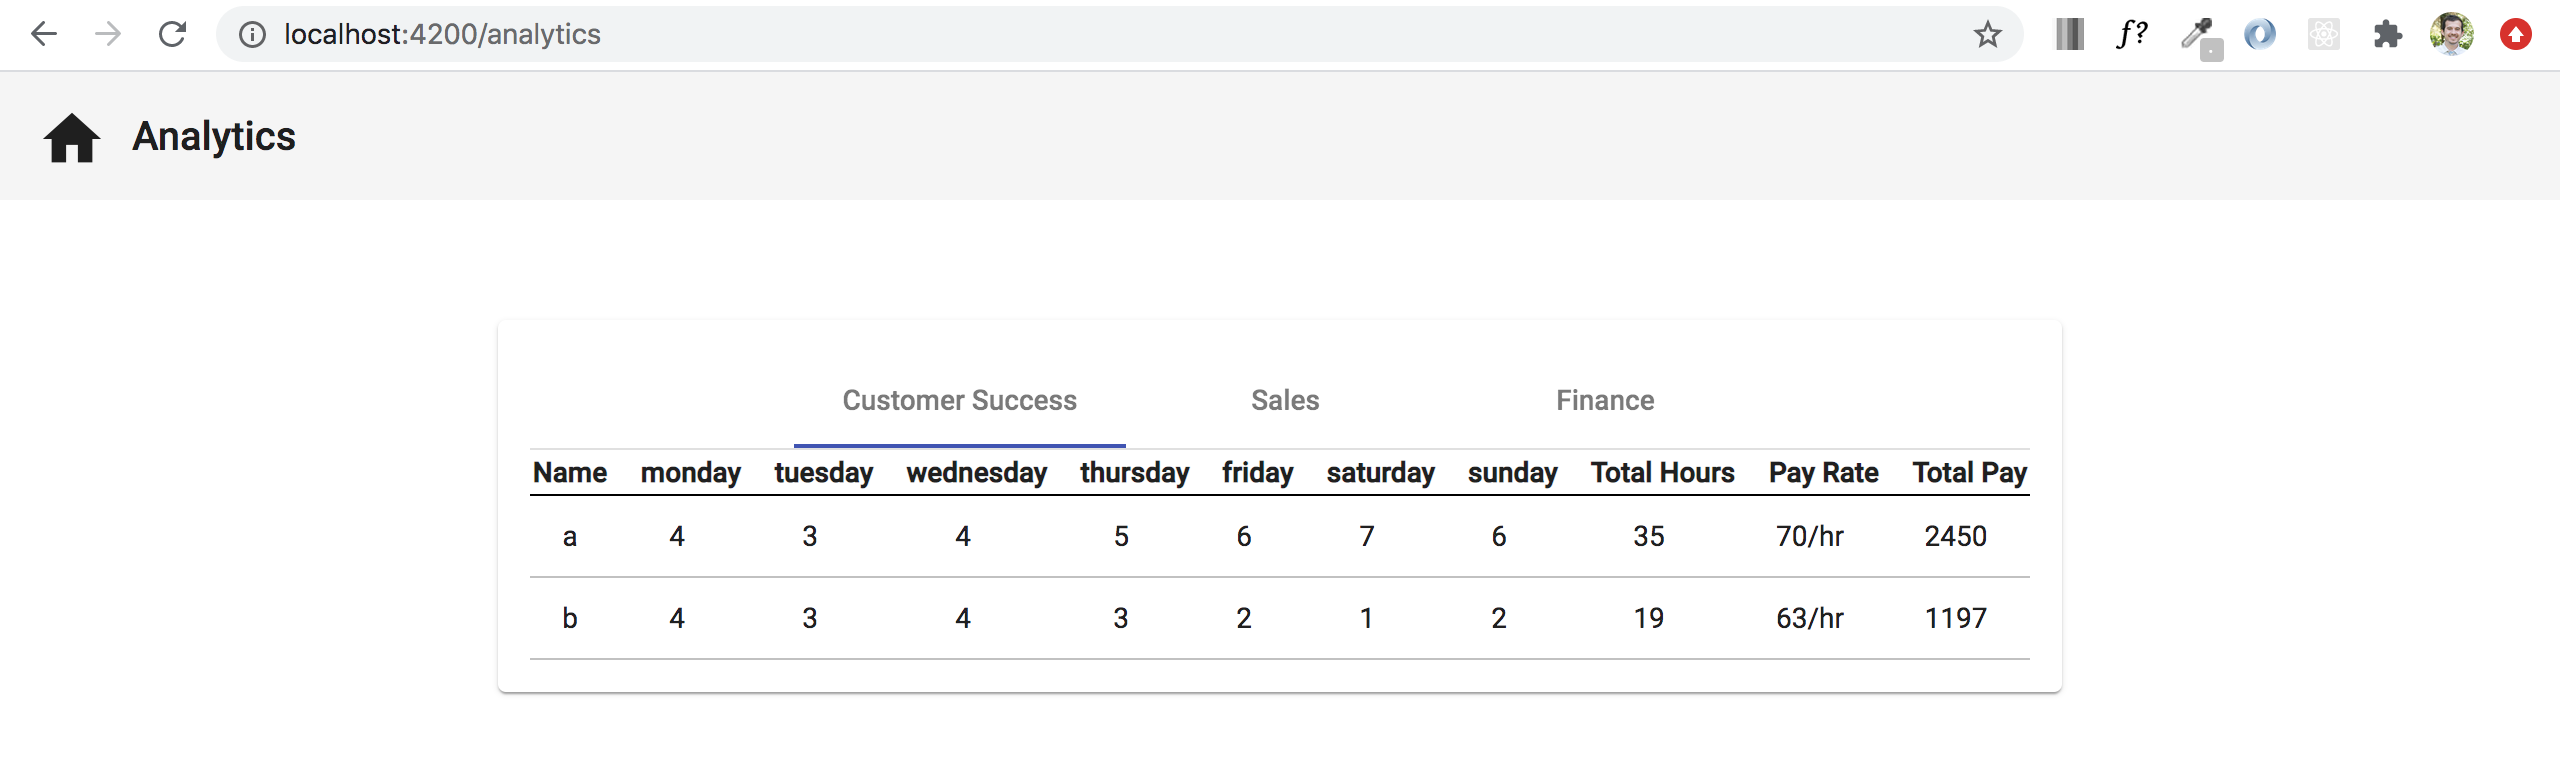 localhost:4200/analytics f?
Analytics
Customer Success Sales Finance
Name monday tuesday wednesday thursday friday saturday sunday Total Hours Pay Rate Total Pay
a 4 3 4 5 6 7 6 35 70/hr 2450
b 4 3 4 3 2 1 2 19 63/hr 1197